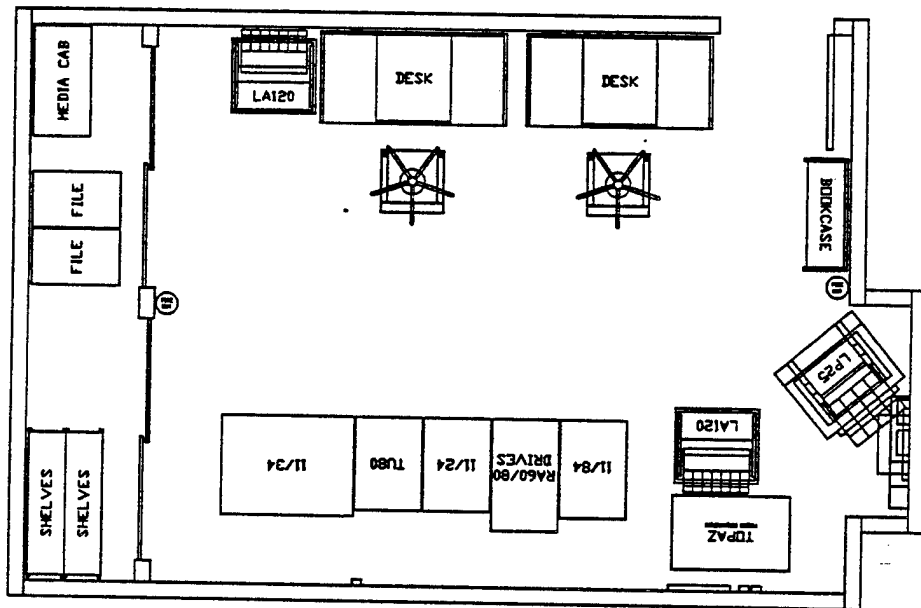 MEDIA CAB
LA120
DESK
DESK
FILE
FILE
BOOKCASE
LP25
SHELVES
SHELVES
11/34
TU80
11/24
RA60/80
DRIVES
11/84
LA120
TOPAZ